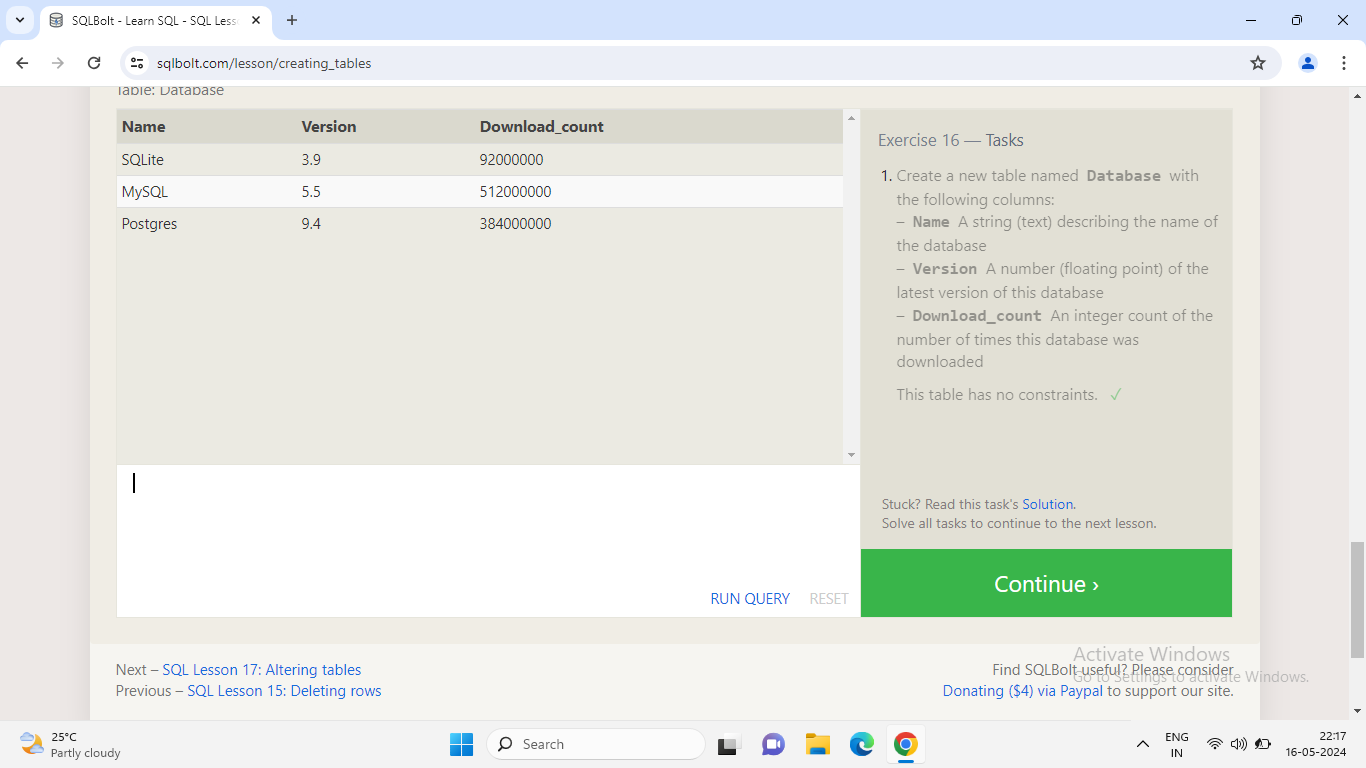 SQLBolt - Learn SQL - SQL Less
sqlbolt.com/lesson/creating_tables
Table: Database
Name Version Download_count
SQLite 3.9 92000000
MySQL 5.5 512000000
Postgres 9.4 384000000
RUN QUERY RESET
Exercise 16 — Tasks
1. Create a new table named Database with
the following columns:
– Name A string (text) describing the name of
the database
– Version A number (floating point) of the
latest version of this database
– Download_count An integer count of the
number of times this database was
downloaded
This table has no constraints. ✓
Stuck? Read this task's Solution.
Solve all tasks to continue to the next lesson.
Continue ›
Next – SQL Lesson 17: Altering tables
Previous – SQL Lesson 15: Deleting rows
Find SQLBolt useful? Please consider
Donating ($4) via Paypal to support our site.
Activate Windows
Go to Settings to activate Windows.
25°C
Partly cloudy
Search
ENG
IN
22:17
16-05-2024